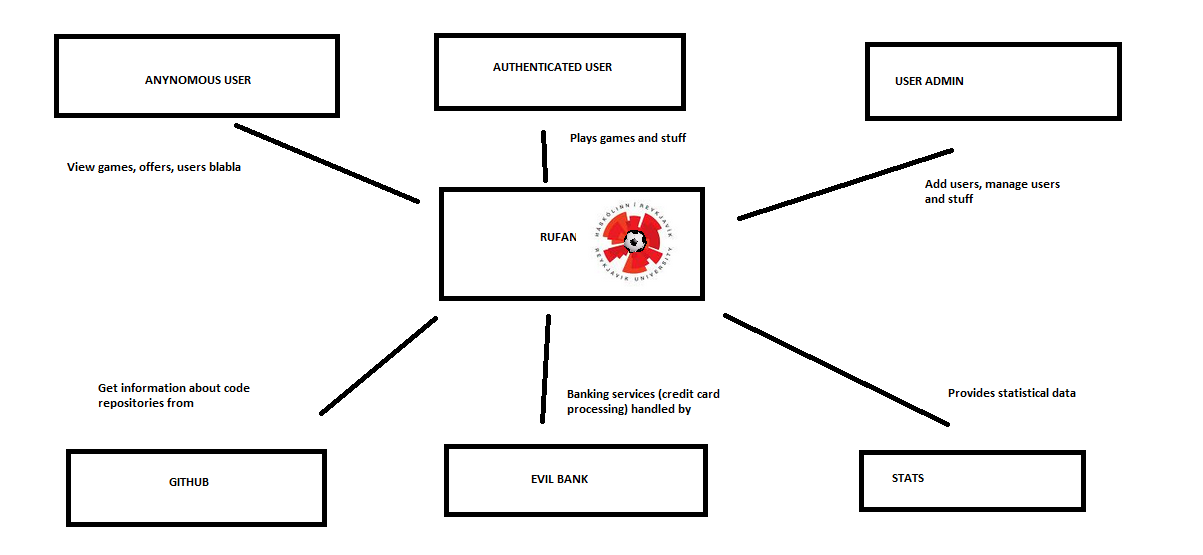 ANYNOMOUS USER
AUTHENTICATED USER
USER ADMIN
View games, offers, users blabla
Plays games and stuff
Add users, manage users
and stuff
RUFAN
HÁSKÓLINN Í REYKJAVÍK
REYKJAVIK UNIVERSITY
Get information about code
repositories from
Banking services (credit card
processing) handled by
Provides statistical data
GITHUB
EVIL BANK
STATS